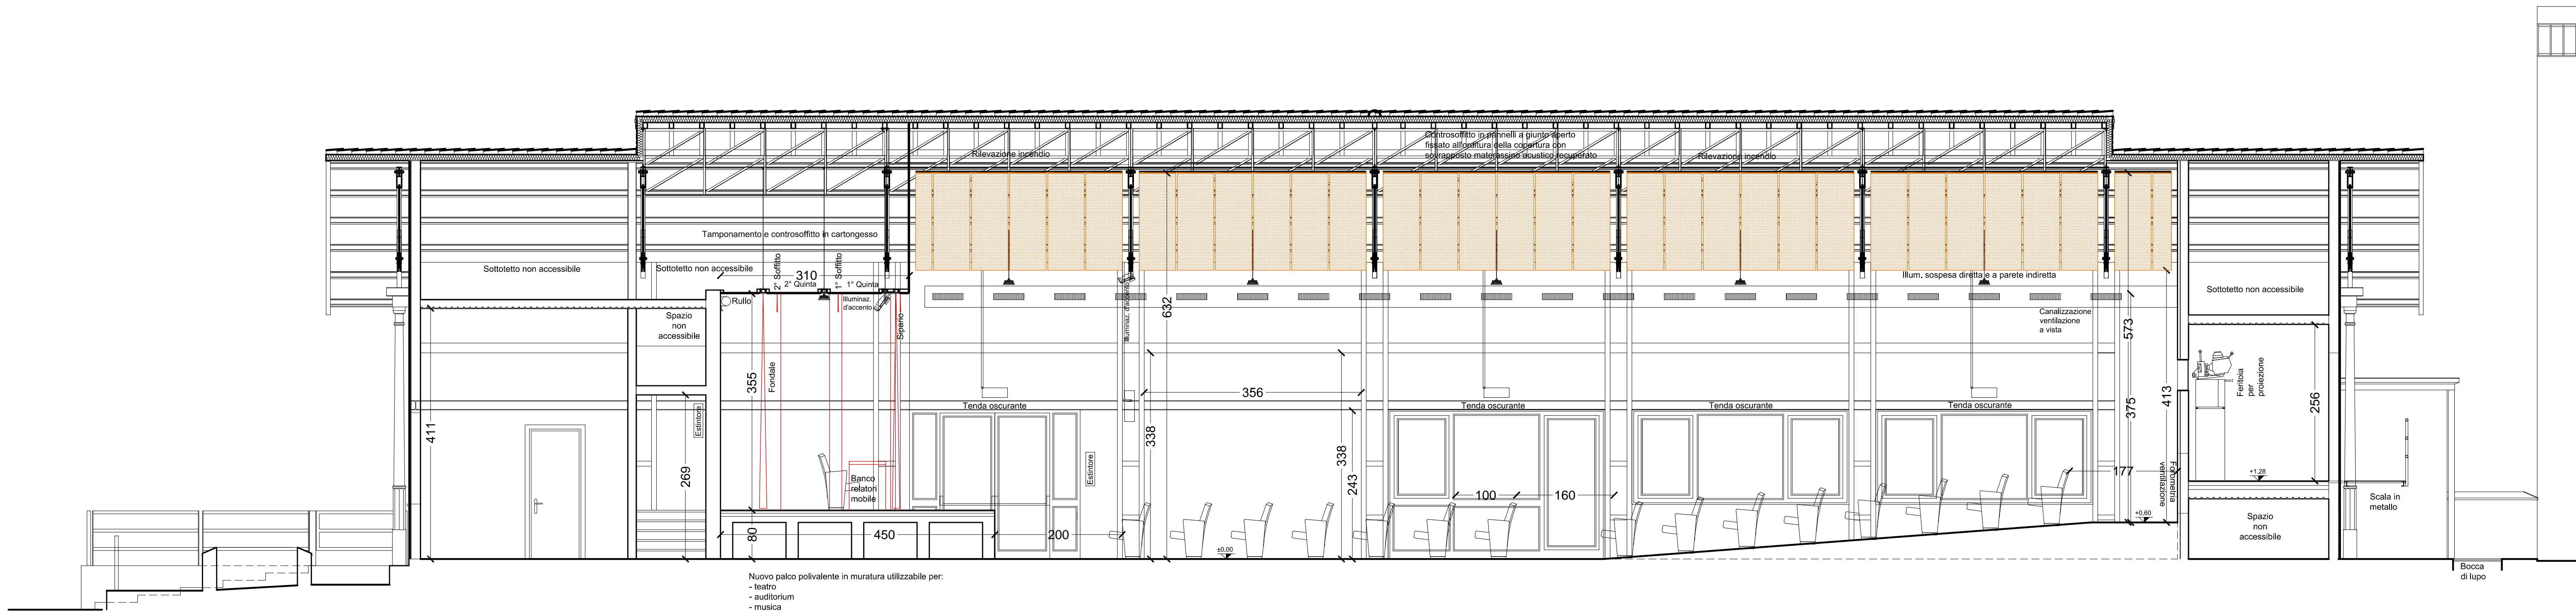 Controsoffitto in pannelli a giunto aperto
fissato all'orditura della copertura con
sovrapposto materassino acustico recuperato
Rilevazione incendio
Rilevazione incendio
Tamponamento e controsoffitto in cartongesso
Sottotetto non accessibile
Sottotetto non accessibile
310
2° Soffitto
2° Quinta
1° Soffitto
1° Quinta
Illum. sospesa diretta e a parete indiretta
Sottotetto non accessibile
Rullo
Illuminaz.
d'accento
Sipario
Illuminaz. d'accento
632
Canalizzazione
ventilazione
a vista
573
Spazio
non
accessibile
355
Fondale
356
375
413
Feritoia
per
proiezione
256
Tenda oscurante
Tenda oscurante
Tenda oscurante
Tenda oscurante
411
Estintore
269
338
338
243
Estintore
Banco
relatori
mobile
100
160
177
Forometria
ventilazione
+1,28
+0,60
Scala in
metallo
80
450
200
±0,00
Spazio
non
accessibile
Bocca
di lupo
Nuovo palco polivalente in muratura utilizzabile per:
- teatro
- auditorium
- musica